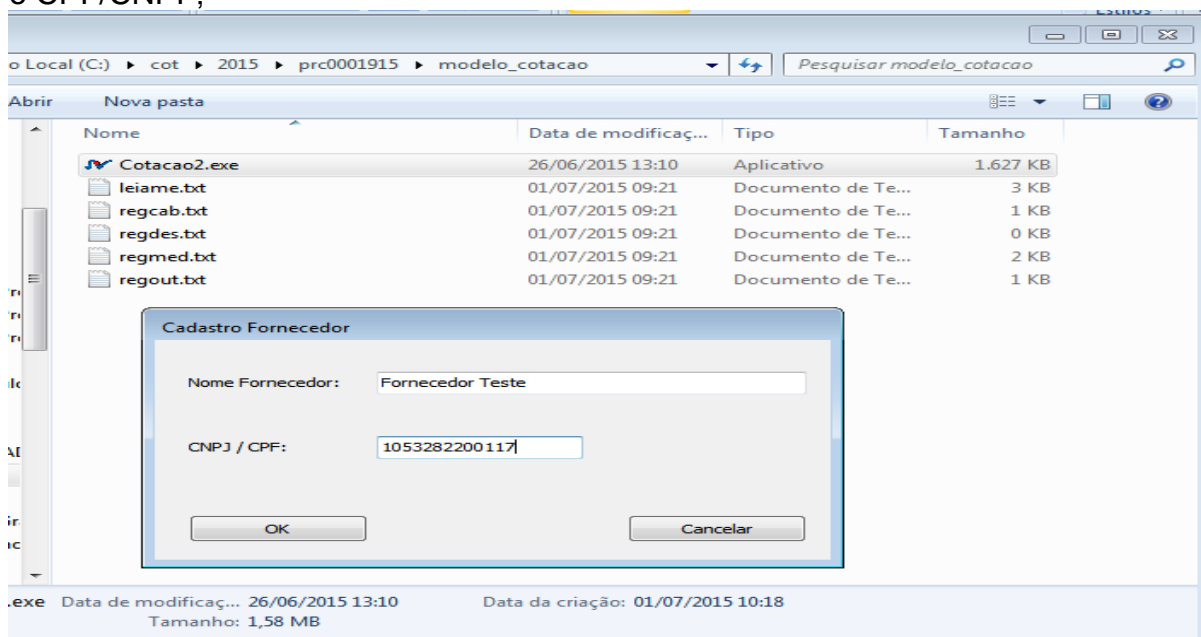 o Local (C:) ▸ cot ▸ 2015 ▸ prc0001915 ▸ modelo_cotacao Pesquisar modelo_cotacao
Abrir Nova pasta
Nome Data de modificaç... Tipo Tamanho
Cotacao2.exe 26/06/2015 13:10 Aplicativo 1.627 KB
leiame.txt 01/07/2015 09:21 Documento de Te... 3 KB
regcab.txt 01/07/2015 09:21 Documento de Te... 1 KB
regdes.txt 01/07/2015 09:21 Documento de Te... 0 KB
regmed.txt 01/07/2015 09:21 Documento de Te... 2 KB
regout.txt 01/07/2015 09:21 Documento de Te... 1 KB
Cadastro Fornecedor
Nome Fornecedor: Fornecedor Teste
CNPJ / CPF: 1053282200117
OK Cancelar
.exe Data de modificaç... 26/06/2015 13:10 Data da criação: 01/07/2015 10:18
Tamanho: 1,58 MB